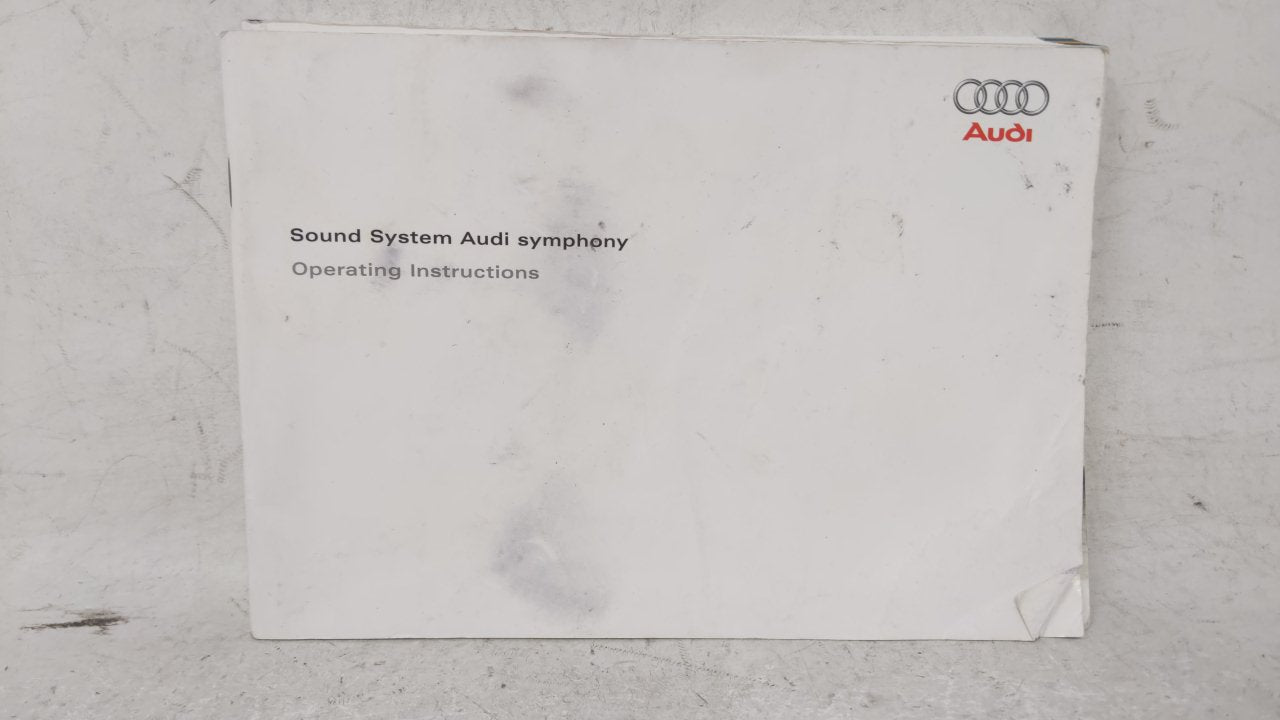 Audi
Sound System Audi symphony
Operating Instructions